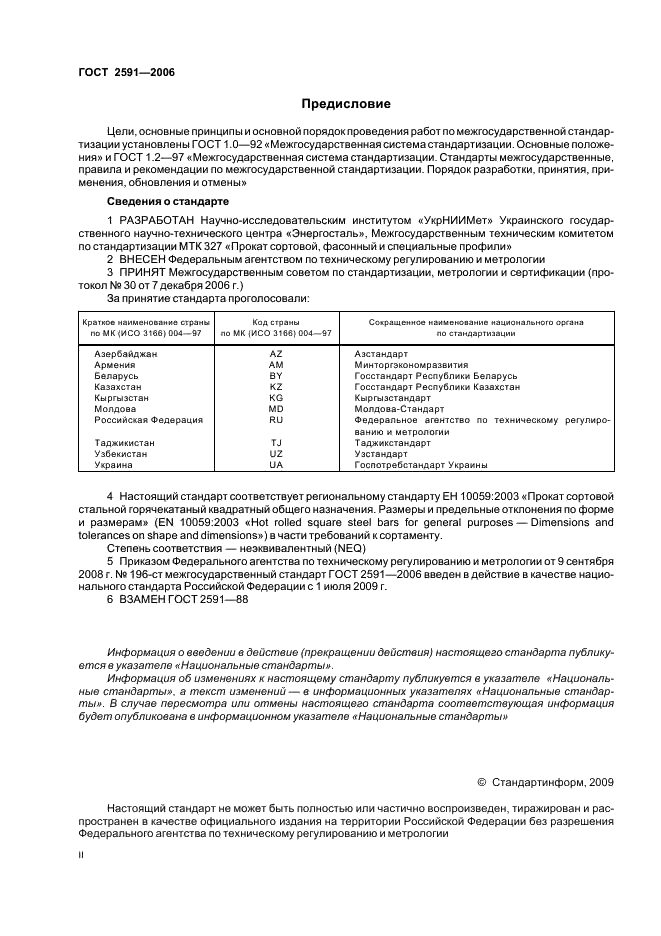 ГОСТ 2591—2006
Предисловие
Цели, основные принципы и основной порядок проведения работ по межгосударственной стандар-
тизации установлены ГОСТ 1.0—92 «Межгосударственная система стандартизации. Основные положе-
ния» и ГОСТ 1.2—97 «Межгосударственная система стандартизации. Стандарты межгосударственные,
правила и рекомендации по межгосударственной стандартизации. Порядок разработки, принятия, при-
менения, обновления и отмены»
Сведения о стандарте
1 РАЗРАБОТАН Научно-исследовательским институтом «УкрНИИМет» Украинского государ-
ственного научно-технического центра «Энергосталь», Межгосударственным техническим комитетом
по стандартизации МТК 327 «Прокат сортовой, фасонный и специальные профили»
2 ВНЕСЕН Федеральным агентством по техническому регулированию и метрологии
3 ПРИНЯТ Межгосударственным советом по стандартизации, метрологии и сертификации (про-
токол № 30 от 7 декабря 2006 г.)
За принятие стандарта проголосовали:
Краткое наименование страны
по МК (ИСО 3166) 004—97
Код страны
по МК (ИСО 3166) 004—97
Сокращенное наименование национального органа
по стандартизации
Азербайджан AZ Азстандарт
Армения AM Минторгэкономразвития
Беларусь BY Госстандарт Республики Беларусь
Казахстан KZ Госстандарт Республики Казахстан
Кыргызстан KG Кыргызстандарт
Молдова MD Молдова-Стандарт
Российская Федерация RU Федеральное агентство по техническому регулиро-
ванию и метрологии
Таджикистан TJ Таджикстандарт
Узбекистан UZ Узстандарт
Украина UA Госпотребстандарт Украины
4 Настоящий стандарт соответствует региональному стандарту ЕН 10059:2003 «Прокат сортовой
стальной горячекатаный квадратный общего назначения. Размеры и предельные отклонения по форме
и размерам» (EN 10059:2003 «Hot rolled square steel bars for general purposes — Dimensions and
tolerances on shape and dimensions») в части требований к сортаменту.
Степень соответствия — неэквивалентный (NEQ)
5 Приказом Федерального агентства по техническому регулированию и метрологии от 9 сентября
2008 г. № 196-ст межгосударственный стандарт ГОСТ 2591—2006 введен в действие в качестве нацио-
нального стандарта Российской Федерации с 1 июля 2009 г.
6 ВЗАМЕН ГОСТ 2591—88
Информация о введении в действие (прекращении действия) настоящего стандарта публику-
ется в указателе «Национальные стандарты».
Информация об изменениях к настоящему стандарту публикуется в указателе «Националь-
ные стандарты», а текст изменений — в информационных указателях «Национальные стандар-
ты». В случае пересмотра или отмены настоящего стандарта соответствующая информация
будет опубликована в информационном указателе «Национальные стандарты»
© Стандартинформ, 2009
Настоящий стандарт не может быть полностью или частично воспроизведен, тиражирован и рас-
пространен в качестве официального издания на территории Российской Федерации без разрешения
Федерального агентства по техническому регулированию и метрологии
II